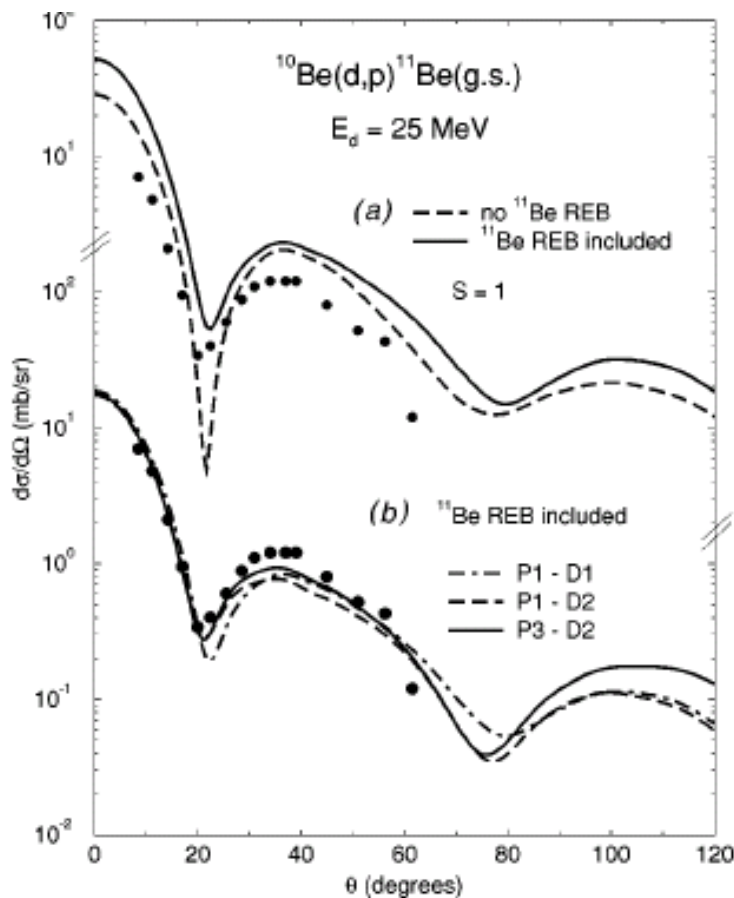 ¹⁰Be(d,p)¹¹Be(g.s.)
E_d = 25 MeV
10¹
(a) no ¹¹Be REB
¹¹Be REB included
S = 1
10²
dσ/dΩ (mb/sr)
10¹
(b) ¹¹Be REB included
10⁰
P1 - D1
P1 - D2
P3 - D2
10⁻¹
10⁻²
0 20 40 60 80 100 120
θ (degrees)